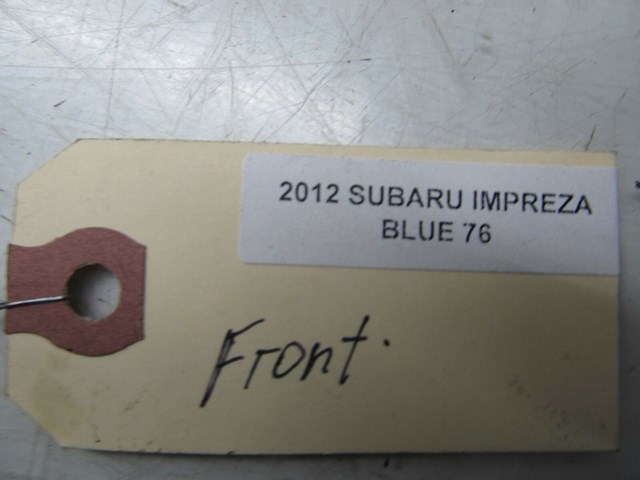 2012 SUBARU IMPREZA
BLUE 76
Front.